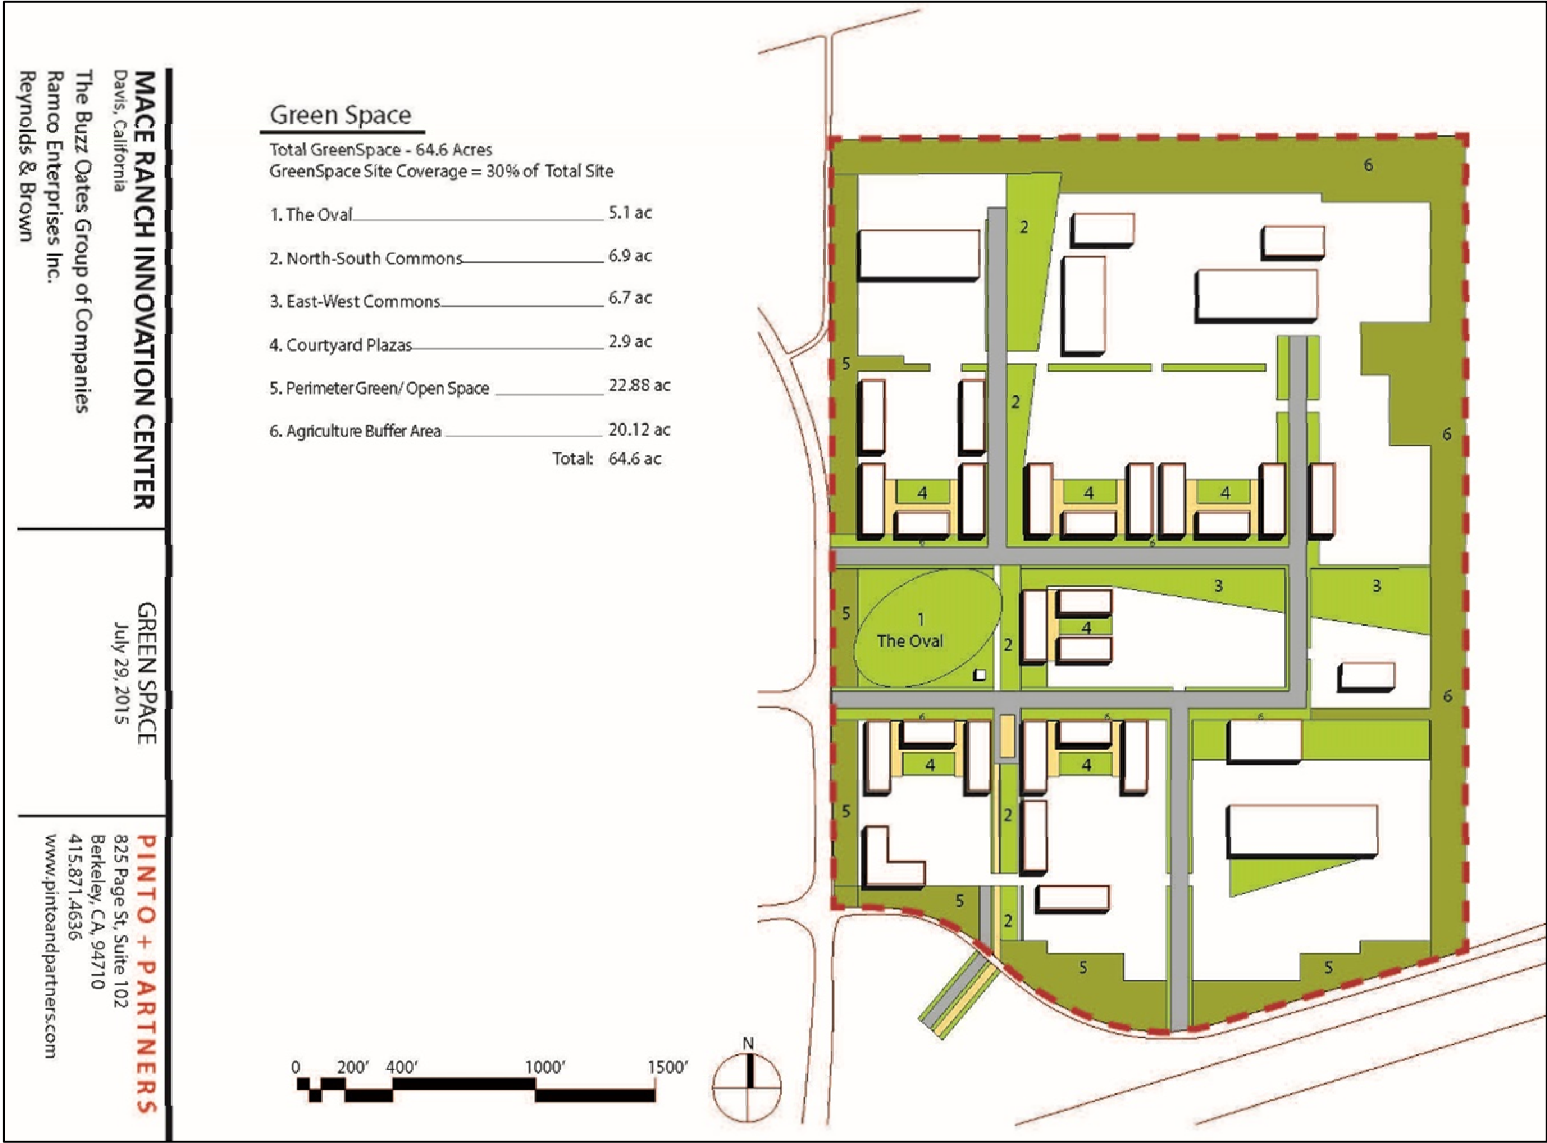 MACE RANCH INNOVATION CENTER
Davis, California
The Buzz Oates Group of Companies
Ramco Enterprises Inc.
Reynolds & Brown
GREEN SPACE
July 29, 2015
PINTO + PARTNERS
825 Page St, Suite 102
Berkeley, CA, 94710
415.871.4636
www.pintoandpartners.com
Green Space
Total GreenSpace - 64.6 Acres
GreenSpace Site Coverage = 30% of Total Site
1. The Oval 5.1 ac
2. North-South Commons 6.9 ac
3. East-West Commons 6.7 ac
4. Courtyard Plazas 2.9 ac
5. Perimeter Green/ Open Space 22.88 ac
6. Agriculture Buffer Area 20.12 ac
Total: 64.6 ac
0 200' 400' 1000' 1500'
N
6
2
5
2
6
4 4 4
6 6
3 3
5
1
The Oval
4
2
6
6 6 6
4 4
5
2
5
2
5 5